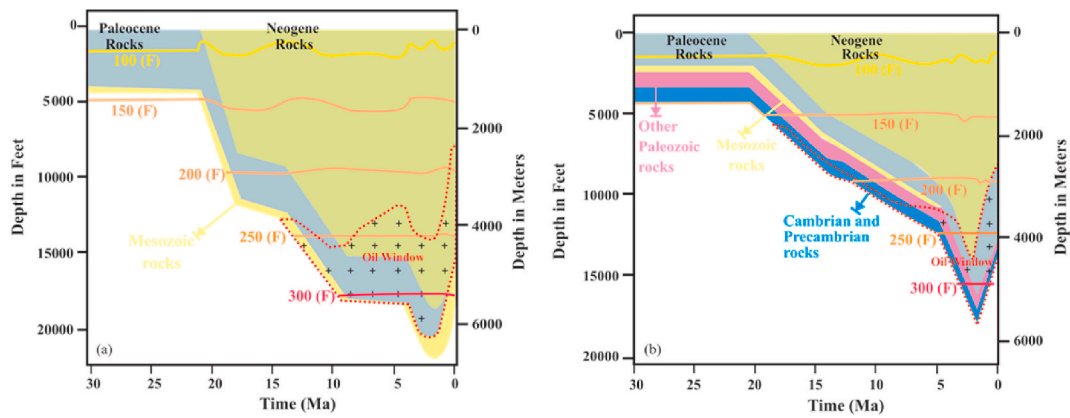 Paleocene
Rocks
Neogene
Rocks
100 (F)
150 (F)
200 (F)
250 (F)
300 (F)
Mesozoic
rocks
Oil Window
(a)
0
5000
10000
15000
20000
Depth in Feet
0
2000
4000
6000
Depth in Meters
30
25
20
15
10
5
0
Time (Ma)
Paleocene
Rocks
Neogene
Rocks
100 (F)
150 (F)
200 (F)
250 (F)
300 (F)
Other
Paleozoic
rocks
Mesozoic
rocks
Cambrian and
Precambrian
rocks
Oil Window
(b)
0
5000
10000
15000
20000
Depth in Feet
0
2000
4000
6000
Depth in Meters
30
25
20
15
10
5
0
Time (Ma)